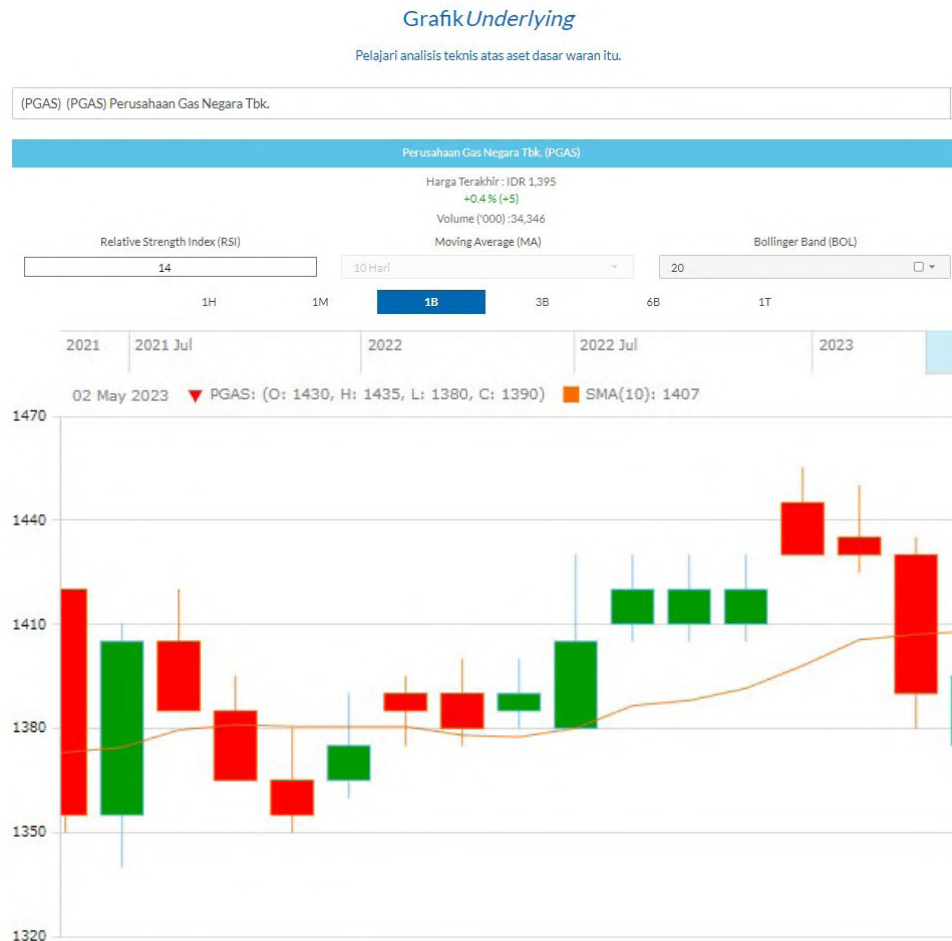 Grafik Underlying
Pelajari analisis teknis atas aset dasar waran itu.
(PGAS) (PGAS) Perusahaan Gas Negara Tbk.
Perusahaan Gas Negara Tbk. (PGAS)
Harga Terakhir : IDR 1,395
+0.4 % (+5)
Volume ('000) :34,346
Relative Strength Index (RSI) Moving Average (MA) Bollinger Band (BOL)
14 10 Hari 20
1H 1M 1B 3B 6B 1T
2021 2021 Jul 2022 2022 Jul 2023
02 May 2023 PGAS: (O: 1430, H: 1435, L: 1380, C: 1390) SMA(10): 1407
1470
1440
1410
1380
1350
1320